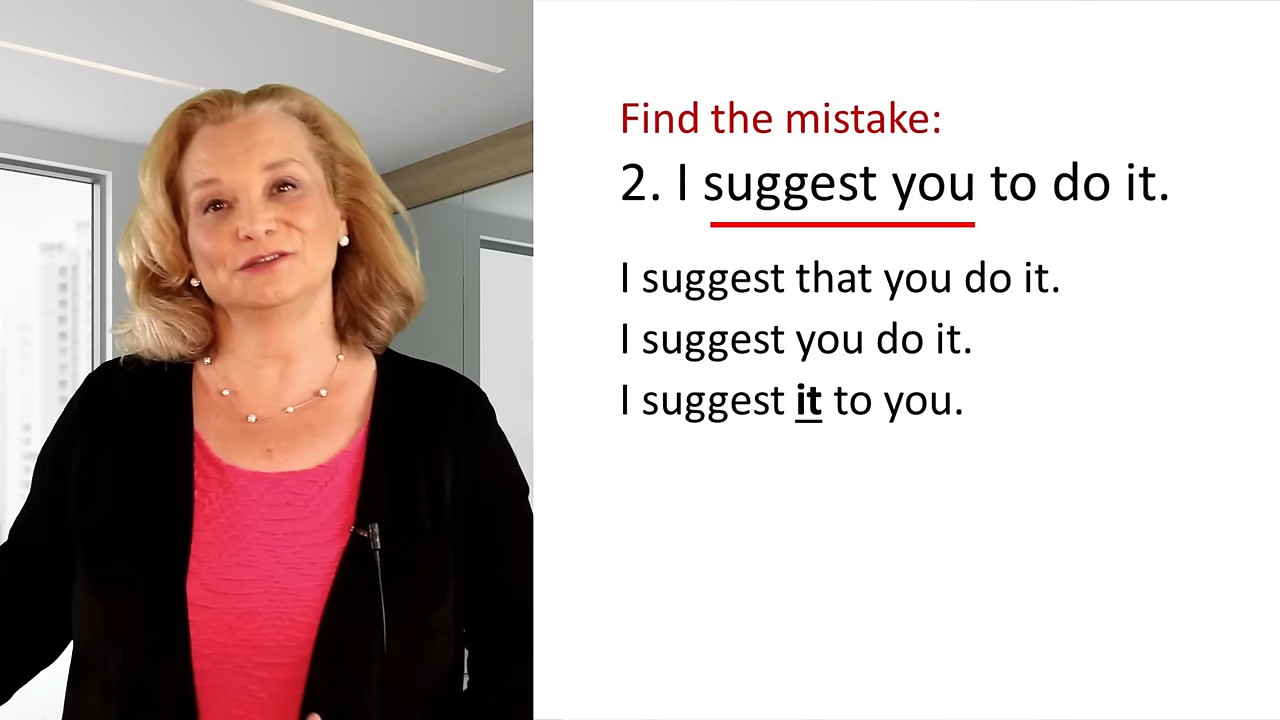 Find the mistake:
2. I suggest you to do it.
I suggest that you do it.
I suggest you do it.
I suggest it to you.